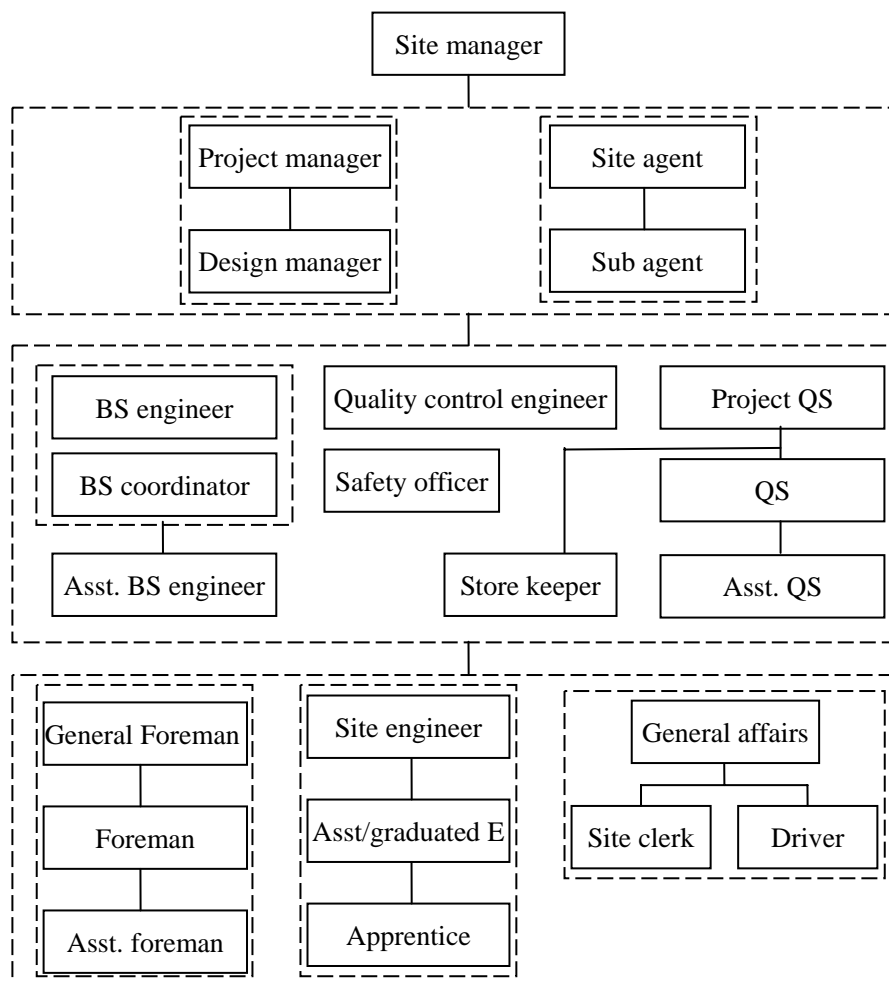 Site manager
Project manager
Site agent
Design manager
Sub agent
BS engineer
Quality control engineer
Project QS
BS coordinator
Safety officer
QS
Asst. BS engineer
Store keeper
Asst. QS
General Foreman
Site engineer
General affairs
Foreman
Asst/graduated E
Site clerk
Driver
Asst. foreman
Apprentice